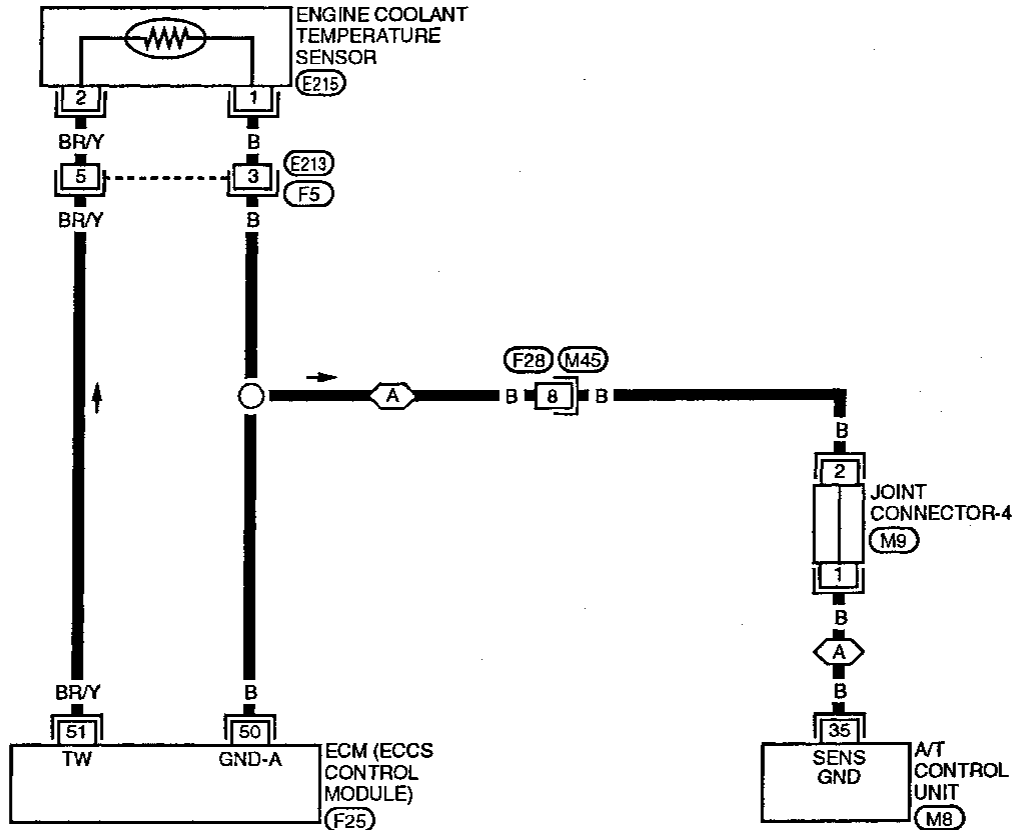 ENGINE COOLANT
TEMPERATURE
SENSOR
E215
2
1
BR/Y
B
5
3
E213
F5
BR/Y
B
F28
M45
A
B
8
B
B
2
JOINT
CONNECTOR-4
M9
1
B
A
B
BR/Y
B
51
50
35
TW
GND-A
ECM (ECCS
CONTROL
MODULE)
F25
SENS
GND
A/T
CONTROL
UNIT
M8